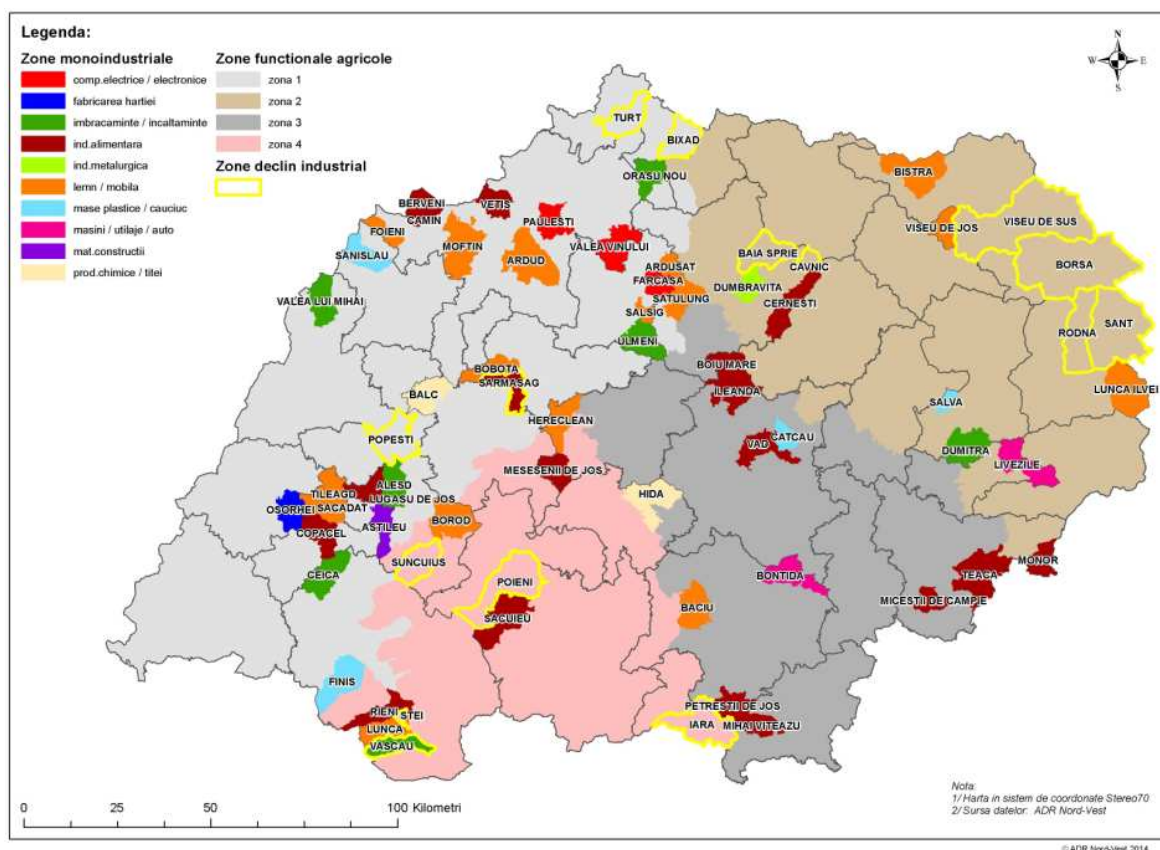 Legenda:
Zone monoindustriale
comp.electrice / electronice
fabricarea hartiei
imbracaminte / incaltaminte
ind.alimentara
ind.metalurgica
lemn / mobila
mase plastice / cauciuc
masini / utilaje / auto
mat.constructii
prod.chimice / titei
Zone functionale agricole
zona 1
zona 2
zona 3
zona 4
Zone declin industrial
N
W E
S
TURT
BIXAD
ORASU NOU
BISTRA
BERVENI
VETIS
CAMIN
PAULESTI
VISEU DE SUS
VISEU DE JOS
FOIENI
MOFTIN
VALEA VINULUI
SANISLAU
ARDUD
BAIA SPRIE
BORSA
ARDUSAT
CAVNIC
FARCASA
DUMBRAVITA
VALEA LUI MIHAI
SATULUNG
CERNESTI
SALSIG
SANT
RODNA
ULMENI
BOIU MARE
BOBOTA
SARMASAG
ILEANDA
LUNCA ILVEI
BALC
SALVA
HERECLEAN
POPESTI
VAD
CATCAU
DUMITRA
LIVEZILE
MESESENII DE JOS
ALESD
TILEAGD
LUGASU DE JOS
HIDA
OSORHEI
SACADAT
BOROD
ASTILEU
COPACEL
MONOR
SUNCUIUS
CEICA
BONTIDA
TEACA
POIENI
MICESTII DE CAMPIE
BACIU
SACUIEU
FINIS
PETRESTII DE JOS
RIENI
STEI
IARA
MIHAI VITEAZU
LUNCA
VASCAU
0 25 50 100 Kilometri
Nota:
1/ Harta in sistem de coordonate Stereo70
2/ Sursa datelor: ADR Nord-Vest
© ADR Nord-Vest 2014